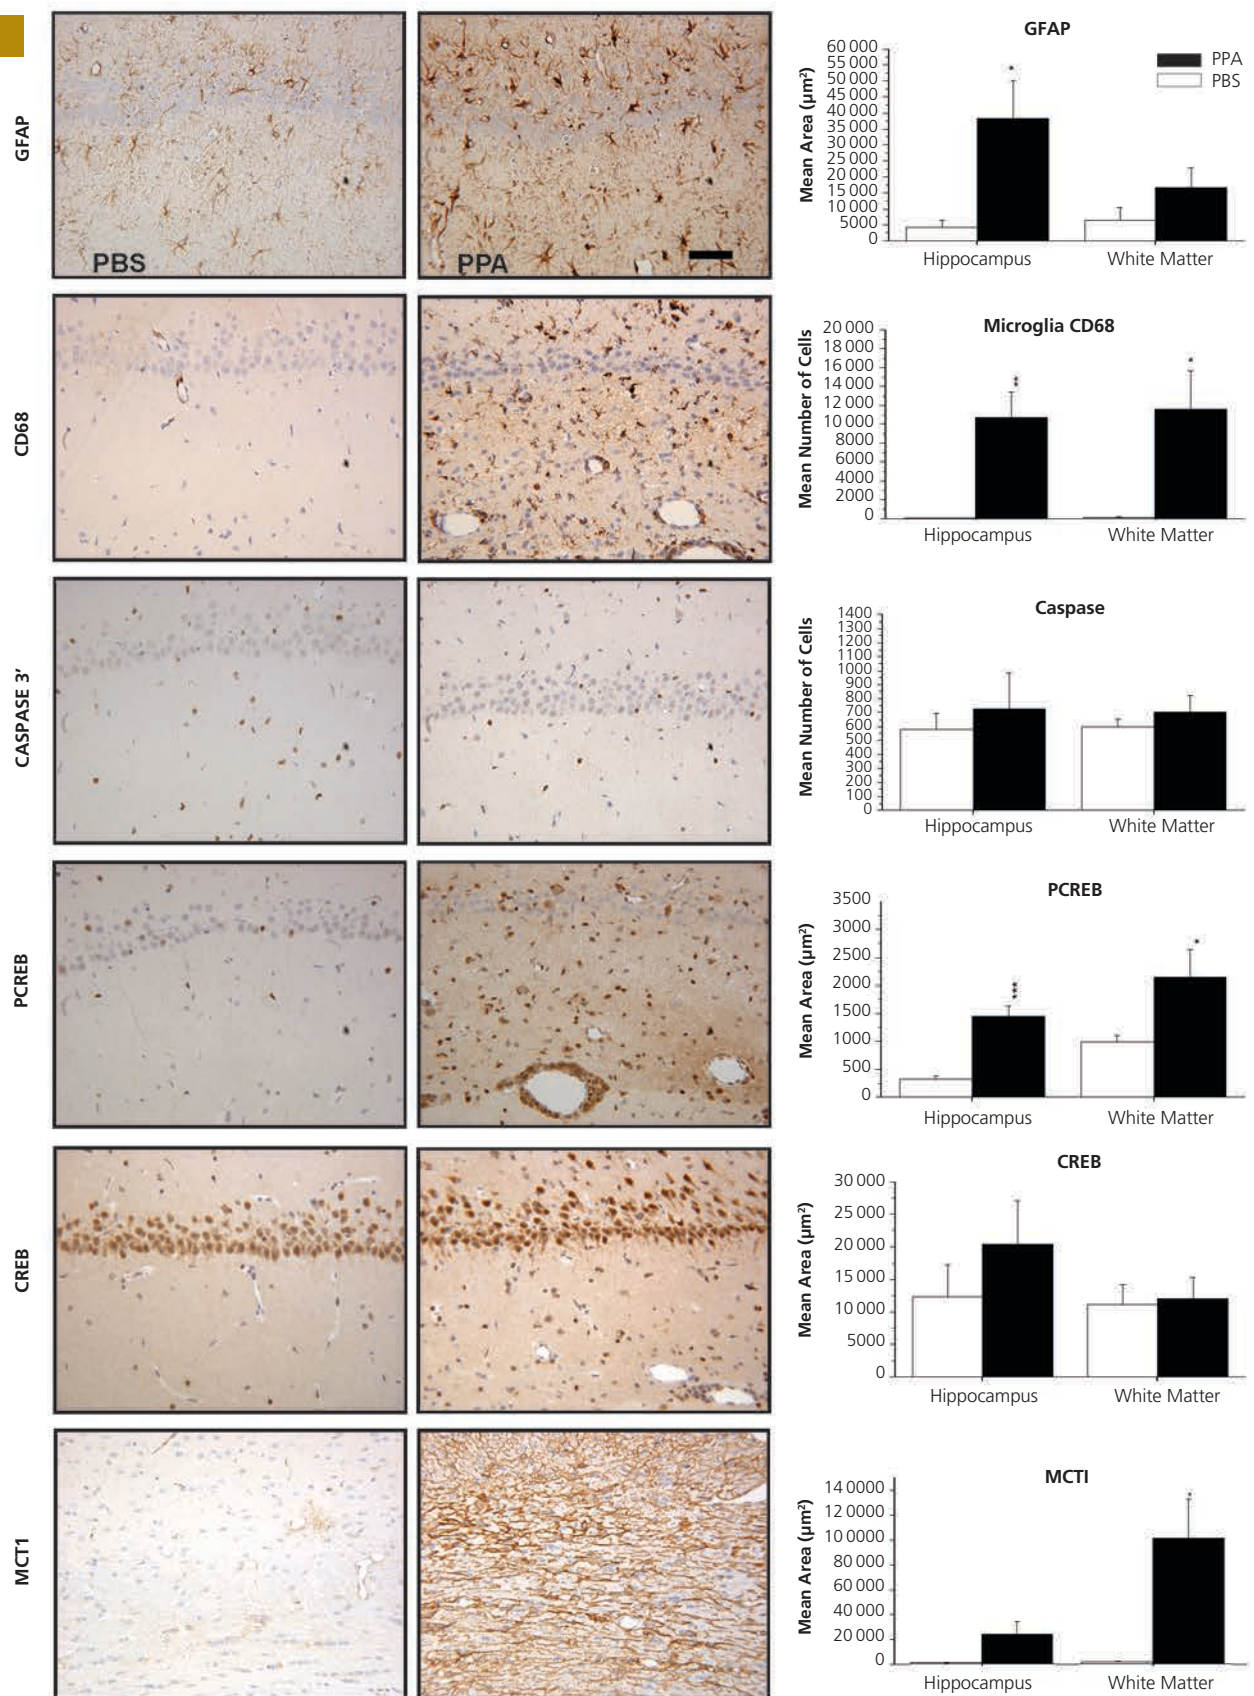 GFAP
PBS
PPA
GFAP
PPA
PBS
Mean Area (µm²)
60 000
50 000
50 000
45 000
40 000
35 000
30 000
25 000
20 000
15 000
10 000
5000
0
Hippocampus White Matter
CD68
Microglia CD68
Mean Number of Cells
20 000
18 000
16 000
14 000
12 000
10 000
8000
6000
4000
2000
0
**
*
Hippocampus White Matter
CASPASE 3’
Caspase
Mean Number of Cells
1400
1300
1200
1100
1000
900
800
700
600
500
400
300
200
100
0
Hippocampus White Matter
PCREB
PCREB
Mean Area (µm²)
3500
3000
2500
2000
1500
1000
500
0
***
*
Hippocampus White Matter
CREB
CREB
Mean Area (µm²)
30 000
25 000
20 000
15 000
10 000
5000
0
Hippocampus White Matter
MCT1
MCTI
Mean Area (µm²)
140 000
120 000
100 000
80 000
60 000
40 000
20 000
0
*
Hippocampus White Matter